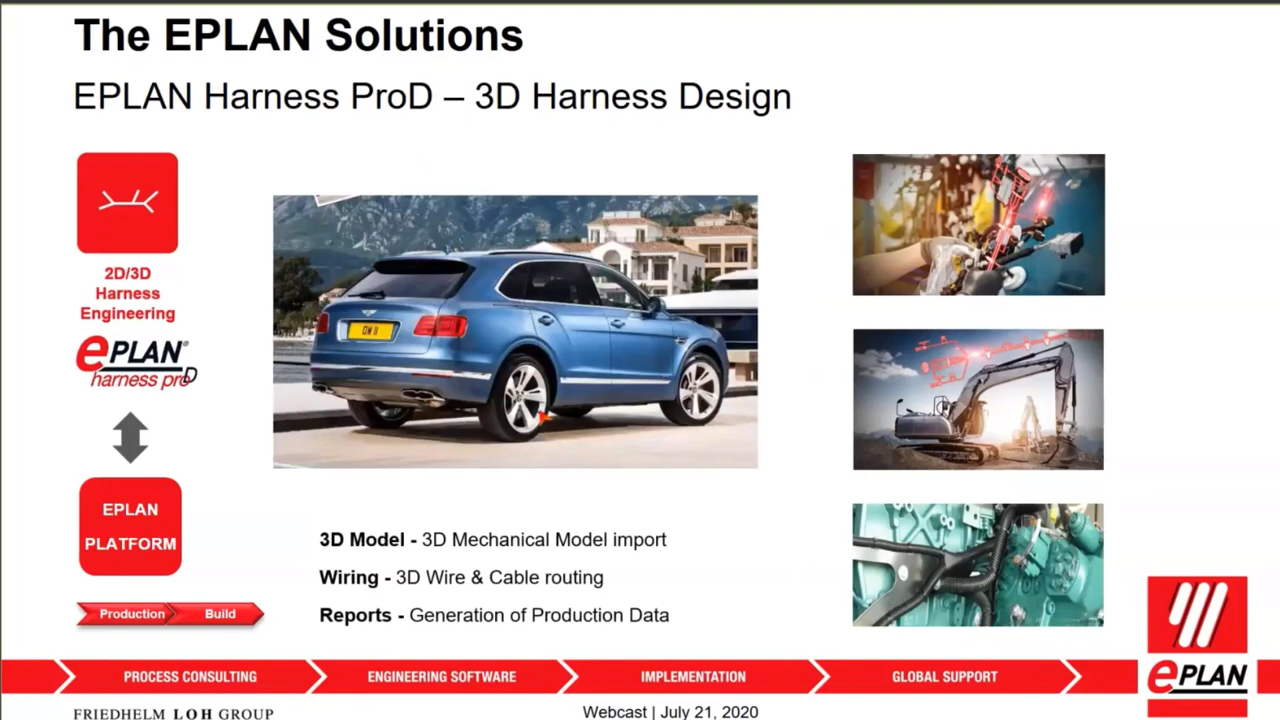 The EPLAN Solutions
EPLAN Harness ProD – 3D Harness Design
2D/3D
Harness
Engineering
ePLAN®
harness proD
GW II
EPLAN
PLATFORM
3D Model - 3D Mechanical Model import
Wiring - 3D Wire & Cable routing
Reports - Generation of Production Data
Production
Build
PROCESS CONSULTING
ENGINEERING SOFTWARE
IMPLEMENTATION
GLOBAL SUPPORT
ePLAN
FRIEDHELM LOH GROUP
Webcast | July 21, 2020